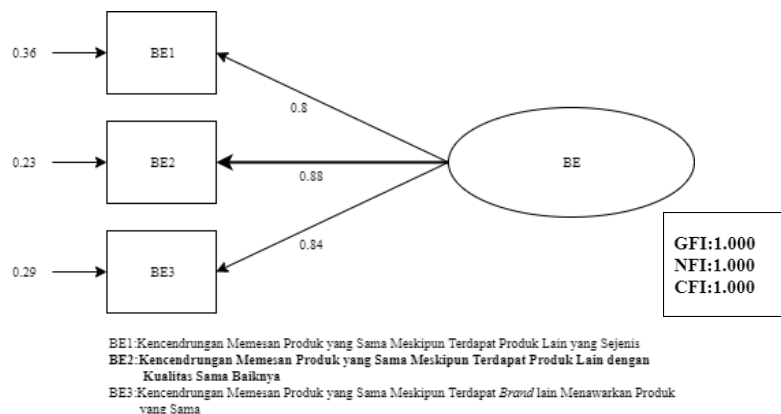 0.36
BE1
0.8
0.23
BE2
0.88
BE
0.84
0.29
BE3
GFI:1.000
NFI:1.000
CFI:1.000
BE1:Kencendrungan Memesan Produk yang Sama Meskipun Terdapat Produk Lain yang Sejenis
BE2:Kencendrungan Memesan Produk yang Sama Meskipun Terdapat Produk Lain dengan
Kualitas Sama Baiknya
BE3:Kencendrungan Memesan Produk yang Sama Meskipun Terdapat Brand lain Menawarkan Produk
yang Sama